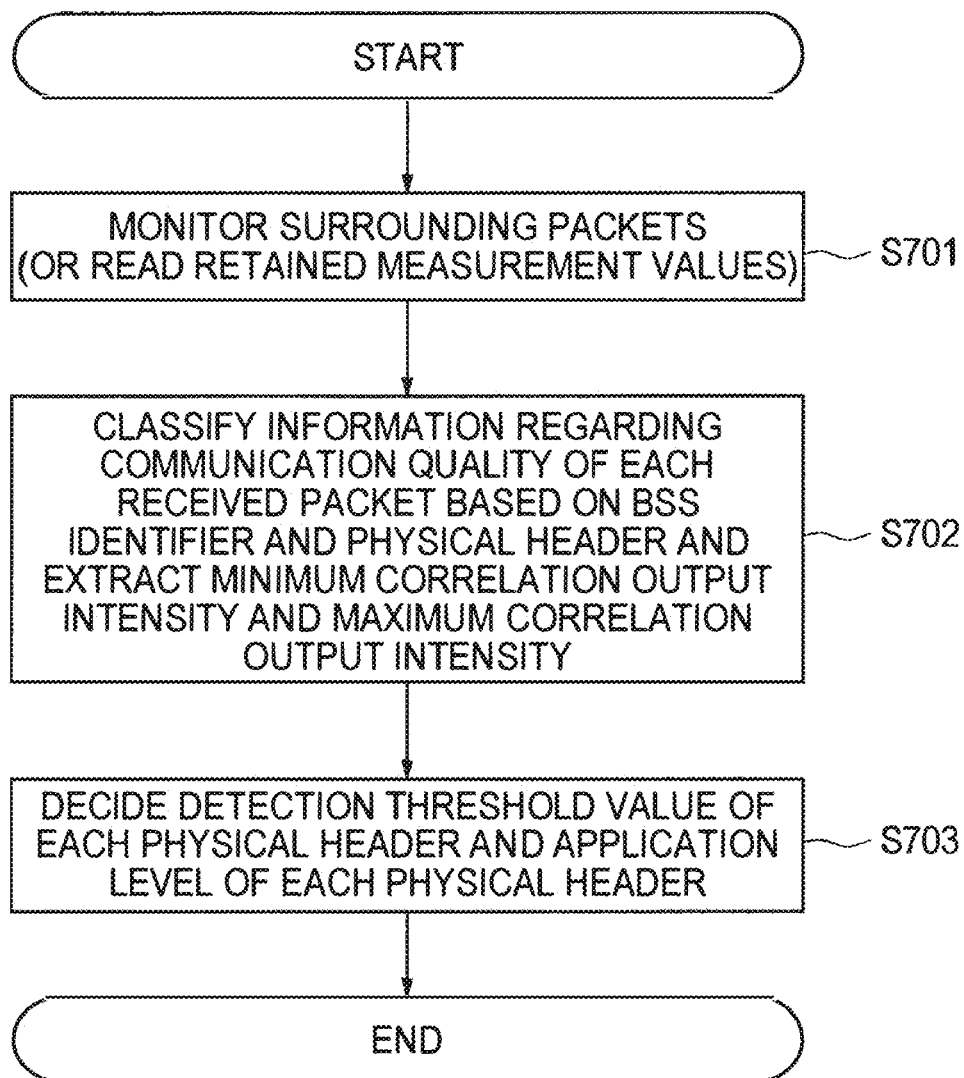 START
MONITOR SURROUNDING PACKETS
(OR READ RETAINED MEASUREMENT VALUES)
S701
CLASSIFY INFORMATION REGARDING
COMMUNICATION QUALITY OF EACH
RECEIVED PACKET BASED ON BSS
IDENTIFIER AND PHYSICAL HEADER AND
EXTRACT MINIMUM CORRELATION OUTPUT
INTENSITY AND MAXIMUM CORRELATION
OUTPUT INTENSITY
S702
DECIDE DETECTION THRESHOLD VALUE OF
EACH PHYSICAL HEADER AND APPLICATION
LEVEL OF EACH PHYSICAL HEADER
S703
END